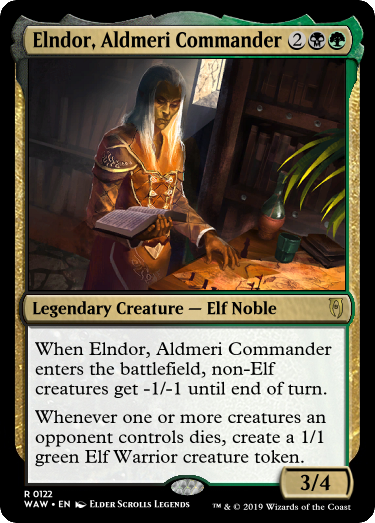 Elndor, Aldmeri Commander 2
Legendary Creature — Elf Noble
When Elndor, Aldmeri Commander
enters the battlefield, non-Elf
creatures get -1/-1 until end of turn.
Whenever one or more creatures an
opponent controls dies, create a 1/1
green Elf Warrior creature token.
3/4
R 0122
WAW • EN Elder Scrolls Legends
™ & © 2019 Wizards of the Coast